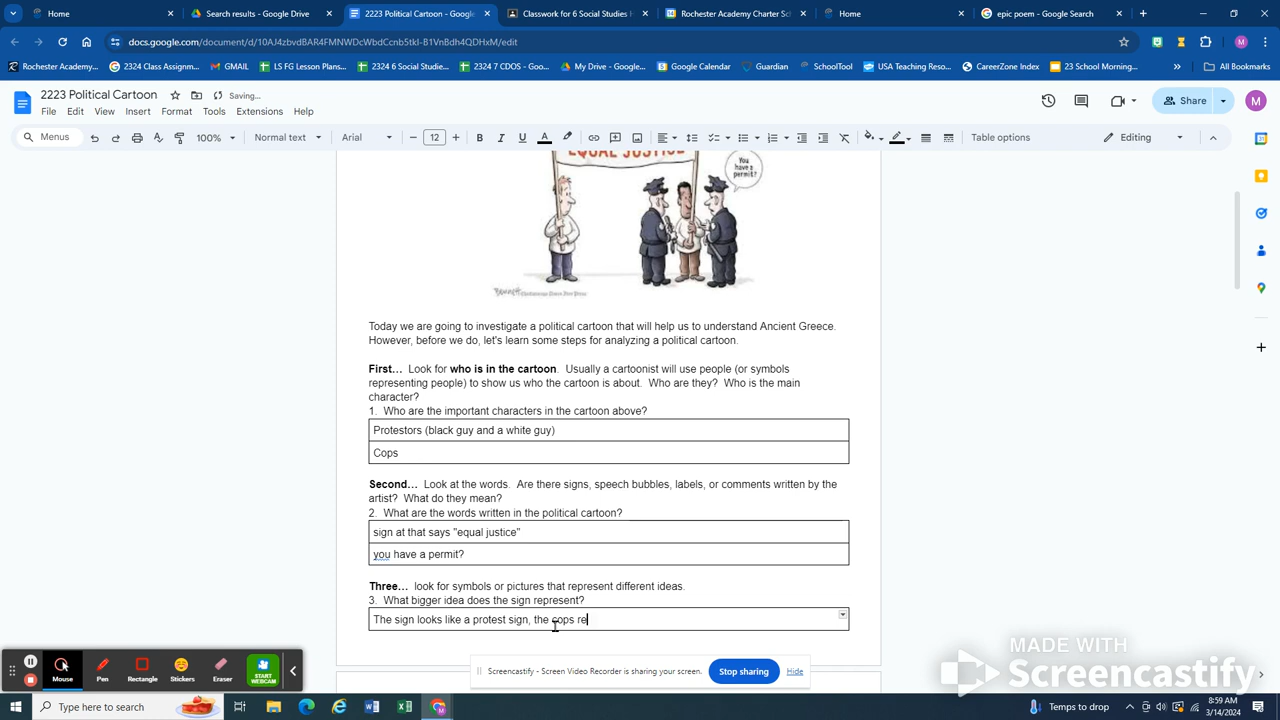 Home
Search results - Google Drive
2223 Political Cartoon - Google
Classwork for 6 Social Studies
Rochester Academy Charter Sc
Home
epic poem - Google Search
docs.google.com/document/d/10AJ4zbvdBAR4FMNWDcWbdCcnb5tkI-B1VnBdh4QDHxM/edit
M
Rochester Academy...
2324 Class Assignm...
GMAIL
LS FG Lesson Plans...
2324 6 Social Studie...
2324 7 CDOS - Goo...
My Drive - Google...
Google Calendar
Guardian
SchoolTool
USA Teaching Reso...
CareerZone Index
23 School Morning...
All Bookmarks
2223 Political Cartoon
Saving...
File Edit View Insert Format Tools Extensions Help
Share
M
Menus
100%
Normal text
Arial
12
Table options
Editing
EQUAL JUSTICE
You have a permit?
Today we are going to investigate a political cartoon that will help us to understand Ancient Greece.
However, before we do, let's learn some steps for analyzing a political cartoon.
First… Look for who is in the cartoon. Usually a cartoonist will use people (or symbols
representing people) to show us who the cartoon is about. Who are they? Who is the main
character?
1. Who are the important characters in the cartoon above?
Protestors (black guy and a white guy)
Cops
Second… Look at the words. Are there signs, speech bubbles, labels, or comments written by the
artist? What do they mean?
2. What are the words written in the political cartoon?
sign at that says "equal justice"
you have a permit?
Three… look for symbols or pictures that represent different ideas.
3. What bigger idea does the sign represent?
The sign looks like a protest sign, the cops re
Mouse
Pen
Rectangle
Stickers
Eraser
START WEBCAM
Screencastify - Screen Video Recorder is sharing your screen.
Stop sharing
Hide
MADE WITH
Screencastify
Type here to search
Temps to drop
8:59 AM
3/14/2024